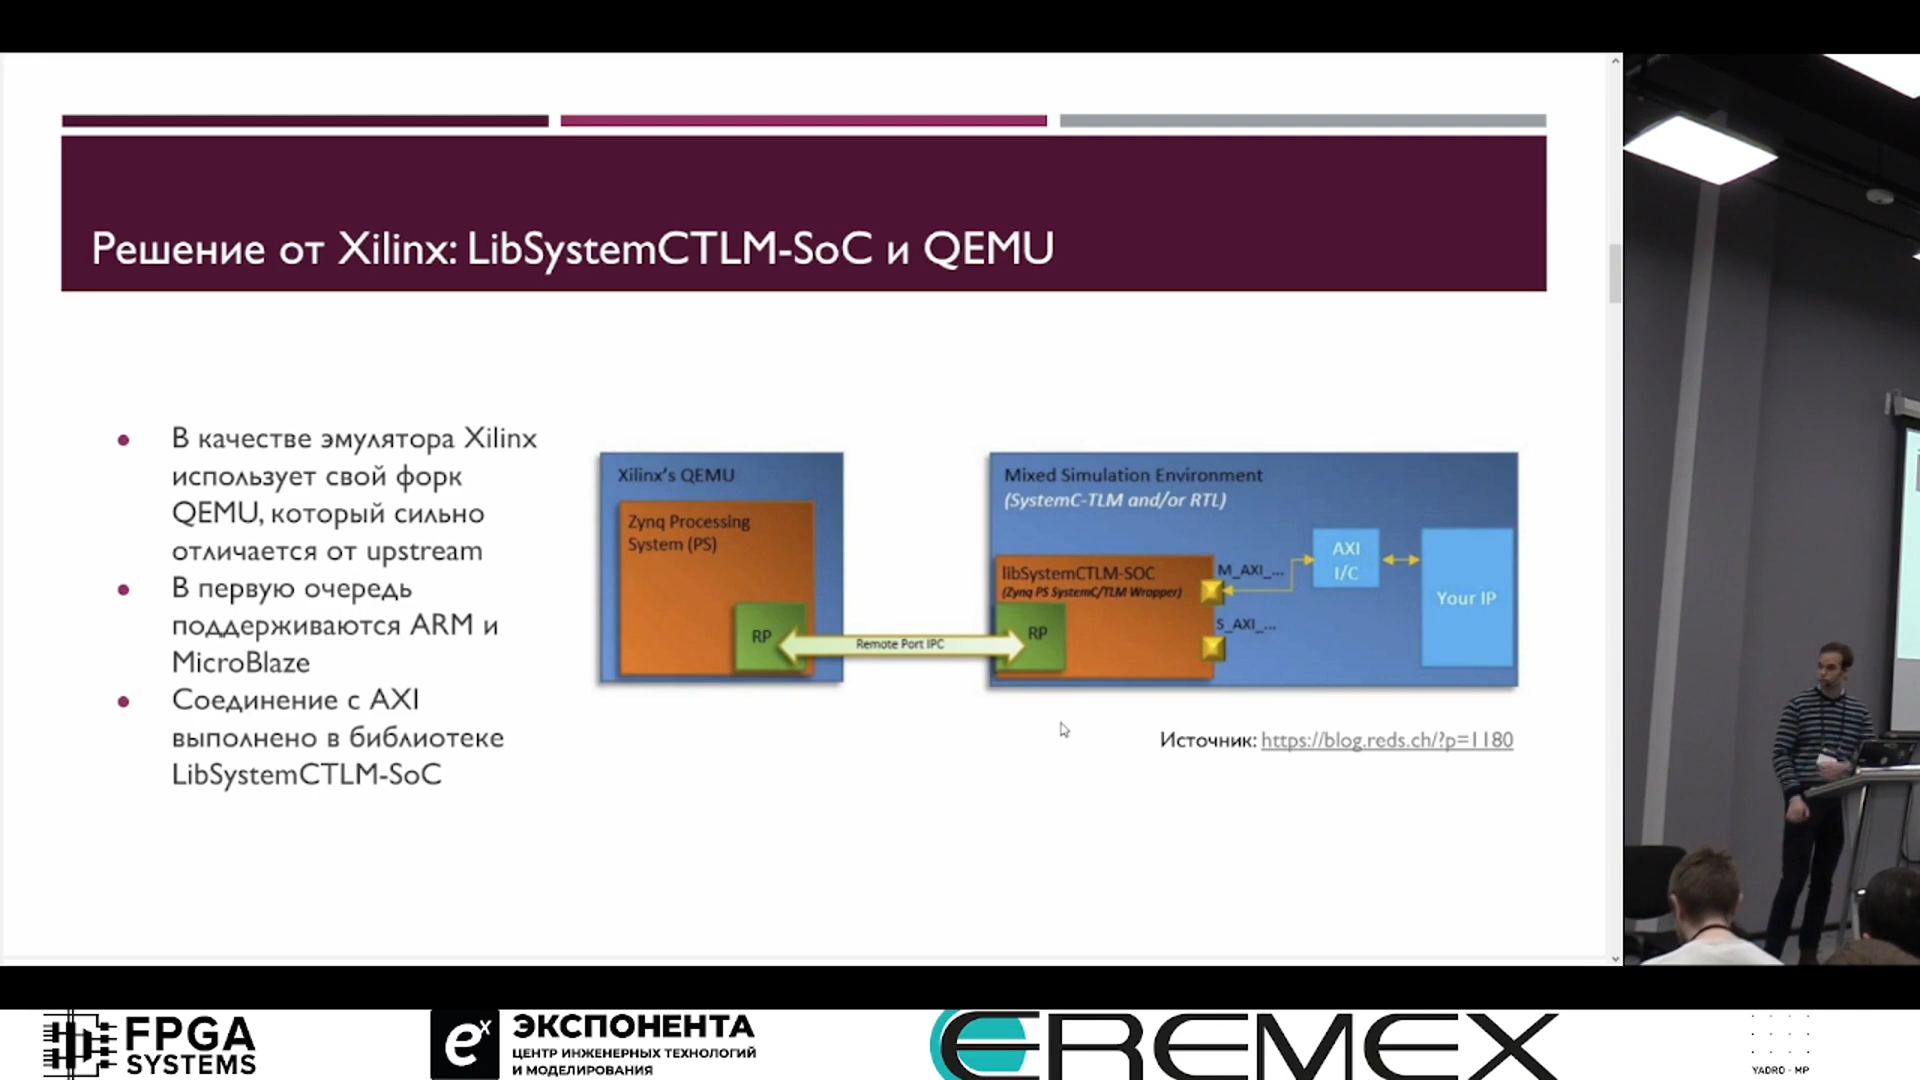 Решение от Xilinx: LibSystemCTLM-SoC и QEMU
В качестве эмулятора Xilinx
использует свой форк
QEMU, который сильно
отличается от upstream
В первую очередь
поддерживаются ARM и
MicroBlaze
Соединение с AXI
выполнено в библиотеке
LibSystemCTLM-SoC
Xilinx's QEMU
Zynq Processing
System (PS)
RP
Remote Port IPC
Mixed Simulation Environment
(SystemC-TLM and/or RTL)
libSystemCTLM-SOC
(Zynq PS SystemC/TLM Wrapper)
RP
M_AXI_...
S_AXI_...
AXI
I/C
Your IP
Источник: https://blog.reds.ch/?p=1180
FPGA
SYSTEMS
ex
ЭКСПОНЕНТА
ЦЕНТР ИНЖЕНЕРНЫХ ТЕХНОЛОГИЙ
И МОДЕЛИРОВАНИЯ
EREMEX
YADRO · MP